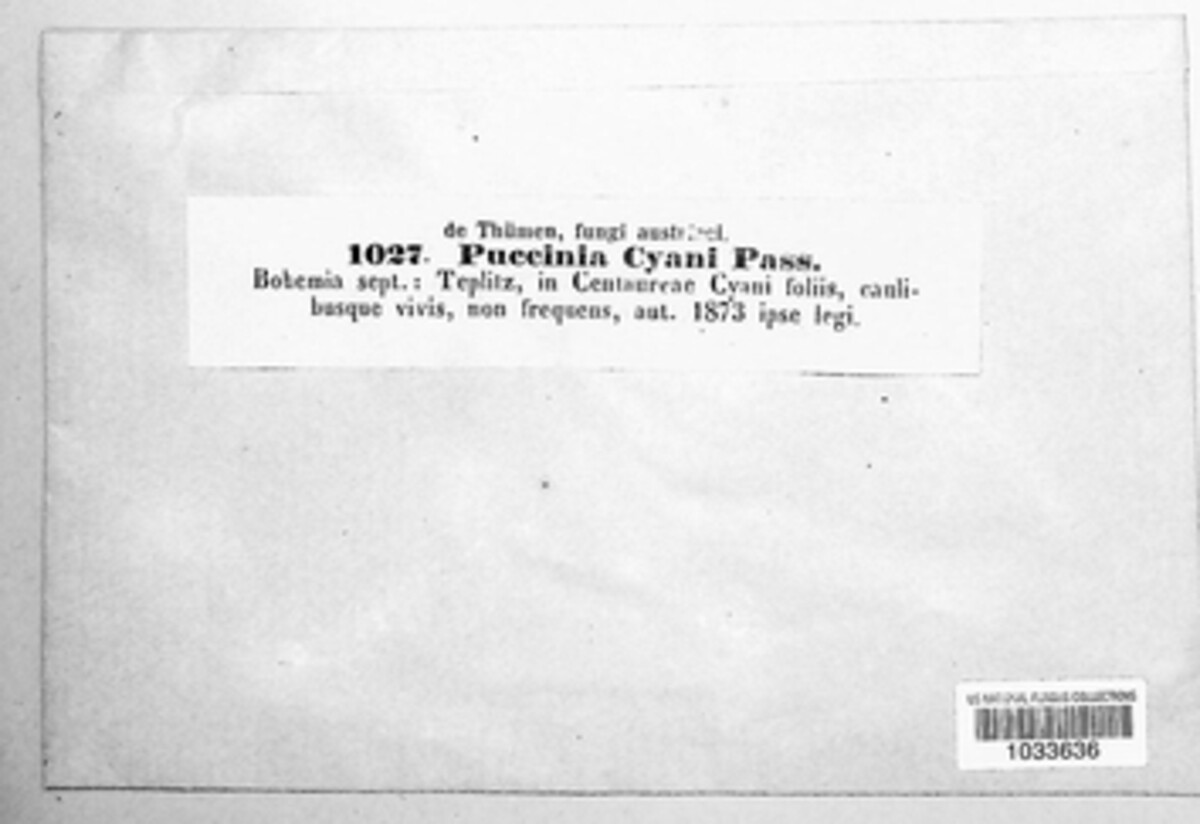 de Thümen, fungi
1027. Puccinia Cyani Pass.
Bohemia sept.: Teplitz, in Centaureae Cyani foliis, cauli-
busque vivis, non frequens, aut. 1873 ipse legi.
US NATIONAL FUNGUS COLLECTIONS
1033636